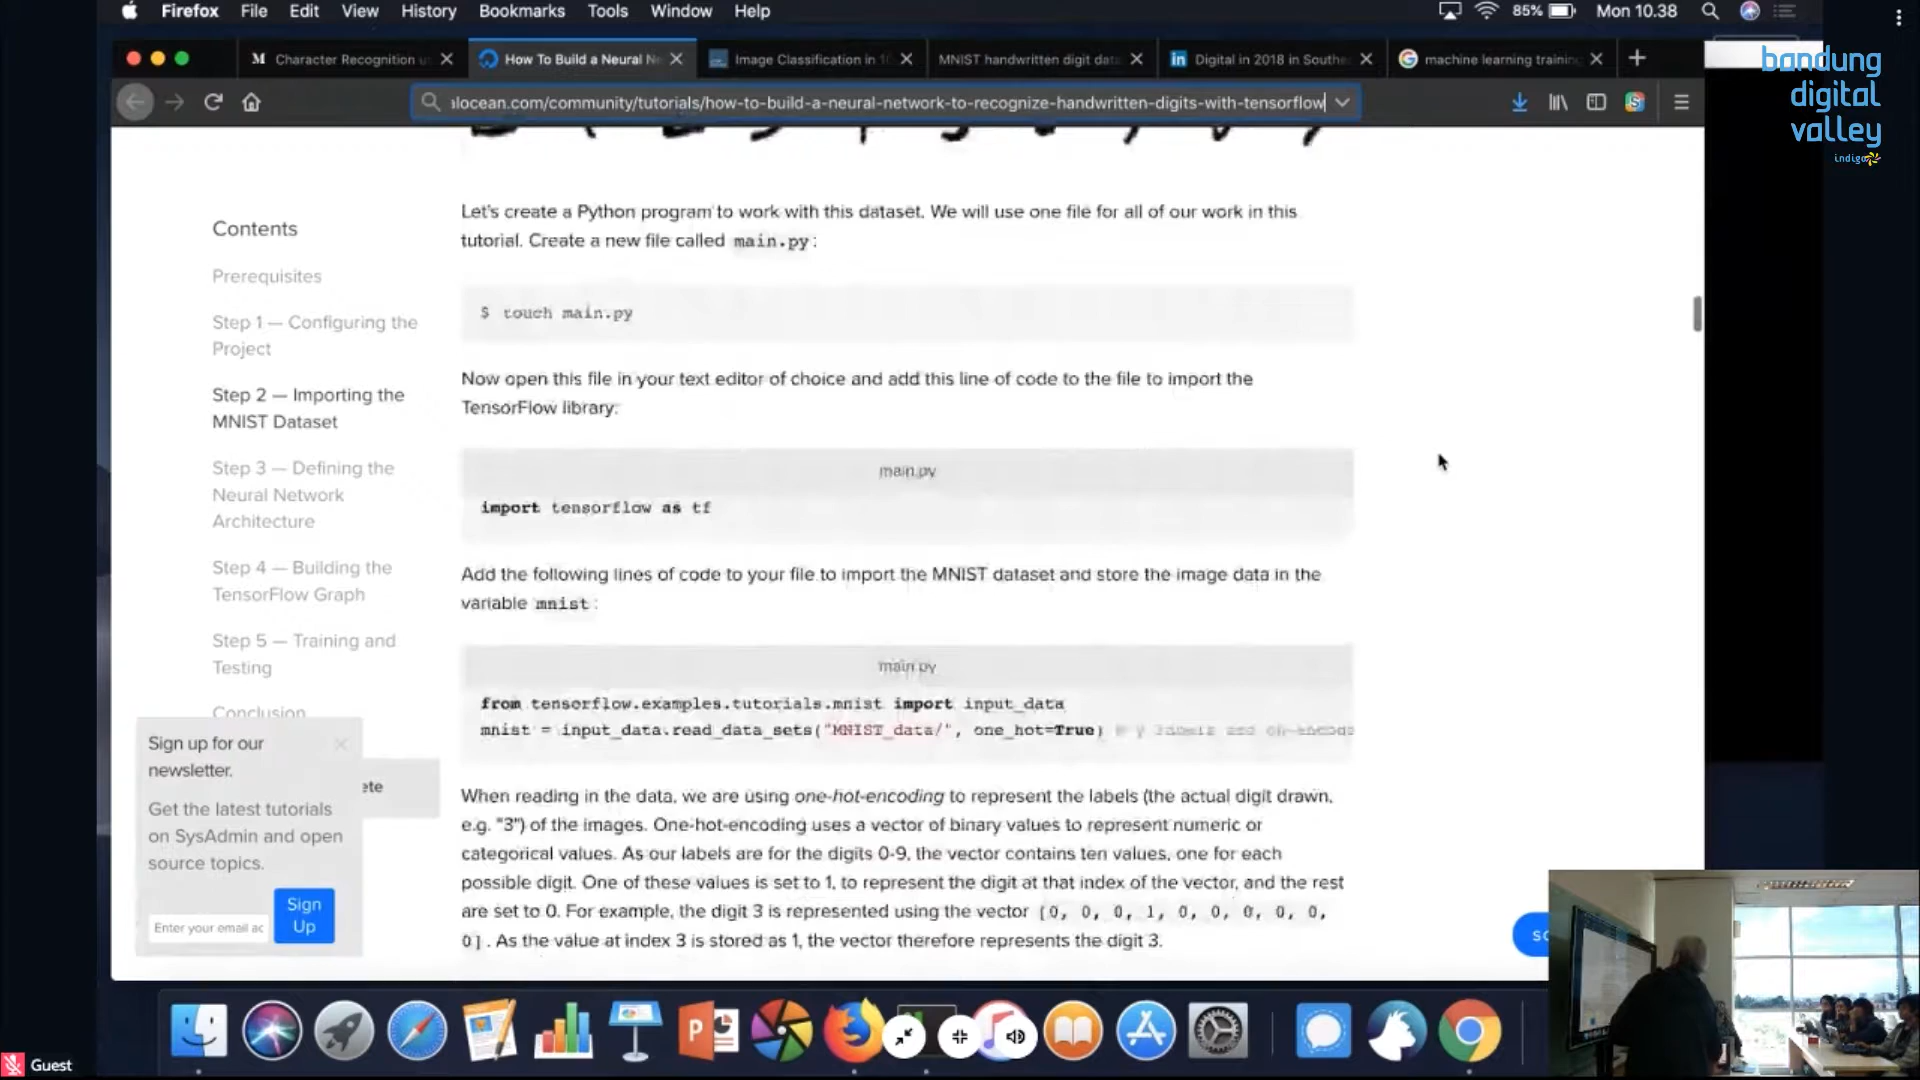 Firefox File Edit View History Bookmarks Tools Window Help
85% Mon 10.38
M Character Recognition u
How To Build a Neural N
Image Classification in 10
MNIST handwritten digit dat
in Digital in 2018 in Southe
G machine learning training
bandung
digital
valley
indigo
alocean.com/community/tutorials/how-to-build-a-neural-network-to-recognize-handwritten-digits-with-tensorflow
Contents
Prerequisites
Step 1 — Configuring the
Project
Step 2 — Importing the
MNIST Dataset
Step 3 — Defining the
Neural Network
Architecture
Step 4 — Building the
TensorFlow Graph
Step 5 — Training and
Testing
Conclusion
Sign up for our
newsletter.
Get the latest tutorials
on SysAdmin and open
source topics.
Enter your email ac
Sign
Up
ete
Let's create a Python program to work with this dataset. We will use one file for all of our work in this
tutorial. Create a new file called main.py:
$ touch main.py
Now open this file in your text editor of choice and add this line of code to the file to import the
TensorFlow library:
main.py
import tensorflow as tf
Add the following lines of code to your file to import the MNIST dataset and store the image data in the
variable mnist:
main.py
from tensorflow.examples.tutorials.mnist import input_data
mnist = input_data.read_data_sets("MNIST_data/", one_hot=True) # y labels are oh-encode
When reading in the data, we are using one-hot-encoding to represent the labels (the actual digit drawn,
e.g. "3") of the images. One-hot-encoding uses a vector of binary values to represent numeric or
categorical values. As our labels are for the digits 0-9, the vector contains ten values, one for each
possible digit. One of these values is set to 1, to represent the digit at that index of the vector, and the rest
are set to 0. For example, the digit 3 is represented using the vector [0, 0, 0, 1, 0, 0, 0, 0, 0,
0]. As the value at index 3 is stored as 1, the vector therefore represents the digit 3.
SC
P
Guest